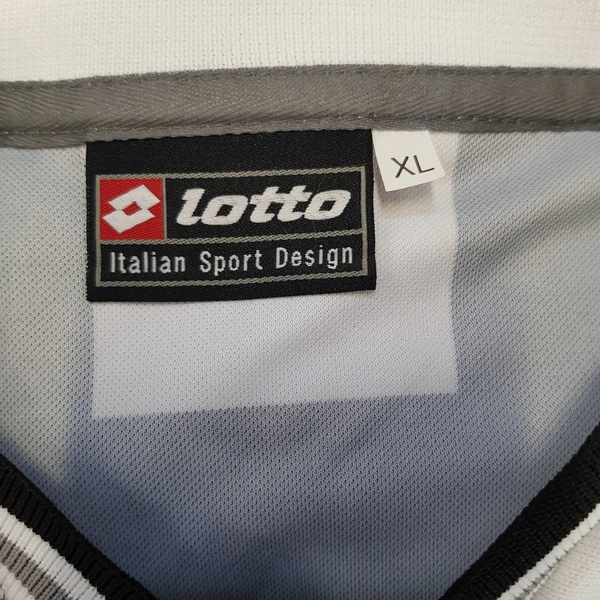 lotto
XL
Italian Sport Design